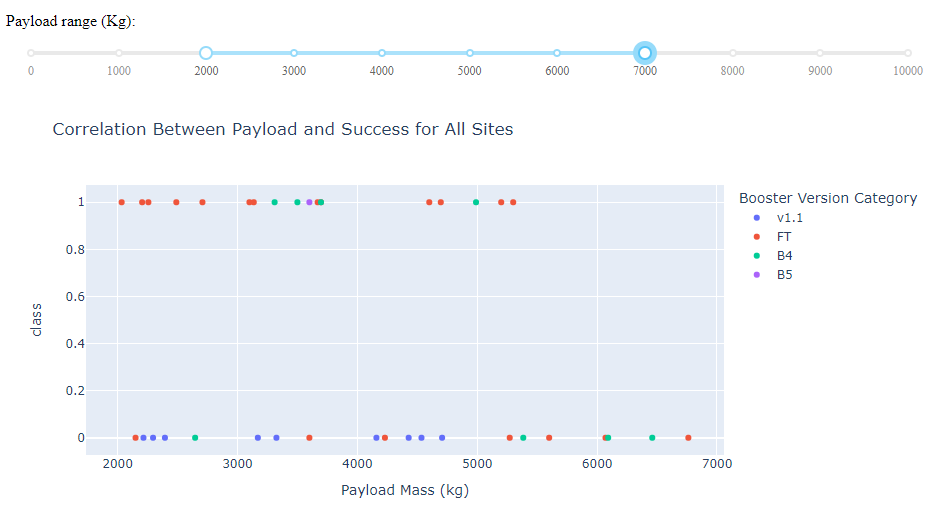 Payload range (Kg):
0 1000 2000 3000 4000 5000 6000 7000 8000 9000 10000
Correlation Between Payload and Success for All Sites
1
0.8
0.6
0.4
0.2
0
class
2000 3000 4000 5000 6000 7000
Payload Mass (kg)
Booster Version Category
v1.1
FT
B4
B5